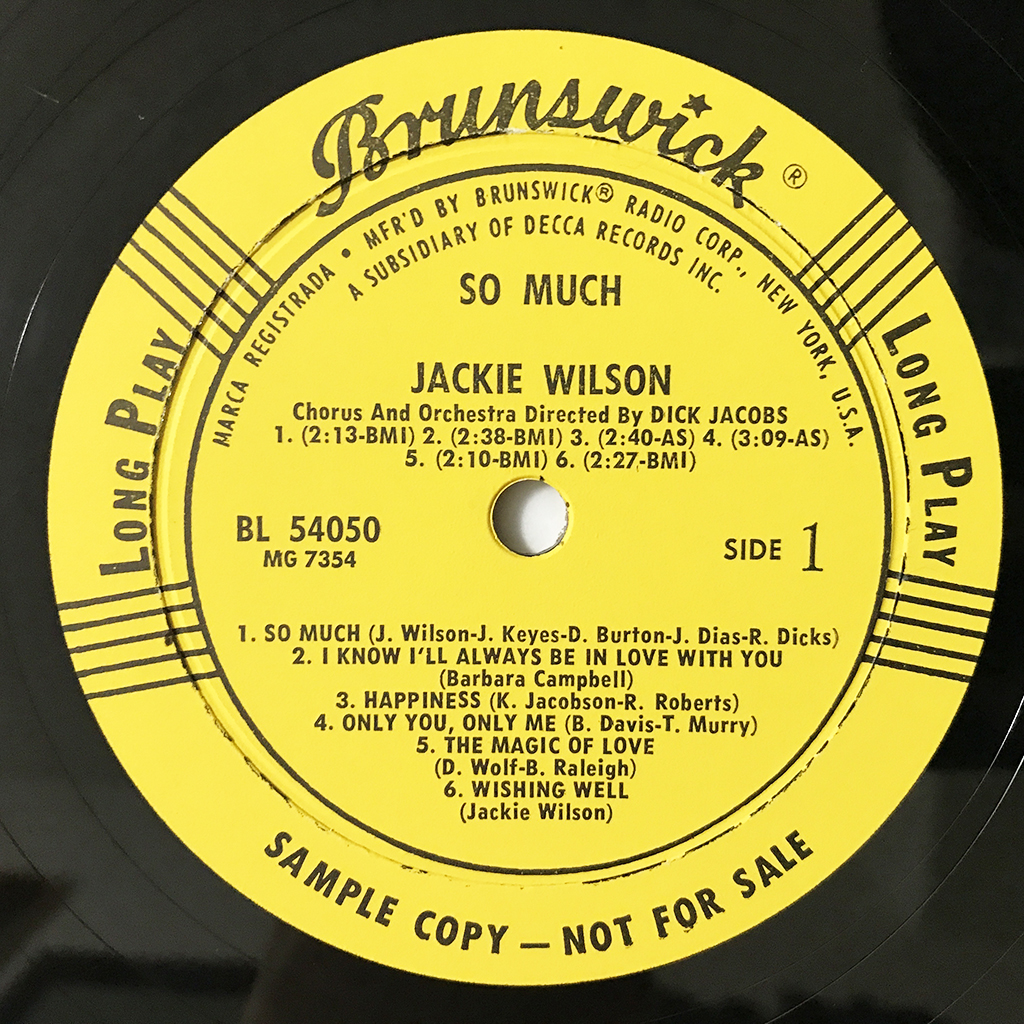 Brunswick ®
MARCA REGISTRADA • MFR'D BY BRUNSWICK® RADIO CORP., NEW YORK, U.S.A.
A SUBSIDIARY OF DECCA RECORDS INC.
SO MUCH
LONG PLAY
LONG PLAY
JACKIE WILSON
Chorus And Orchestra Directed By DICK JACOBS
1. (2:13-BMI) 2. (2:38-BMI) 3. (2:40-AS) 4. (3:09-AS)
5. (2:10-BMI) 6. (2:27-BMI)
BL 54050
MG 7354
SIDE 1
1. SO MUCH (J. Wilson-J. Keyes-D. Burton-J. Dias-R. Dicks)
2. I KNOW I'LL ALWAYS BE IN LOVE WITH YOU
(Barbara Campbell)
3. HAPPINESS (K. Jacobson-R. Roberts)
4. ONLY YOU, ONLY ME (B. Davis-T. Murry)
5. THE MAGIC OF LOVE
(D. Wolf-B. Raleigh)
6. WISHING WELL
(Jackie Wilson)
SAMPLE COPY — NOT FOR SALE